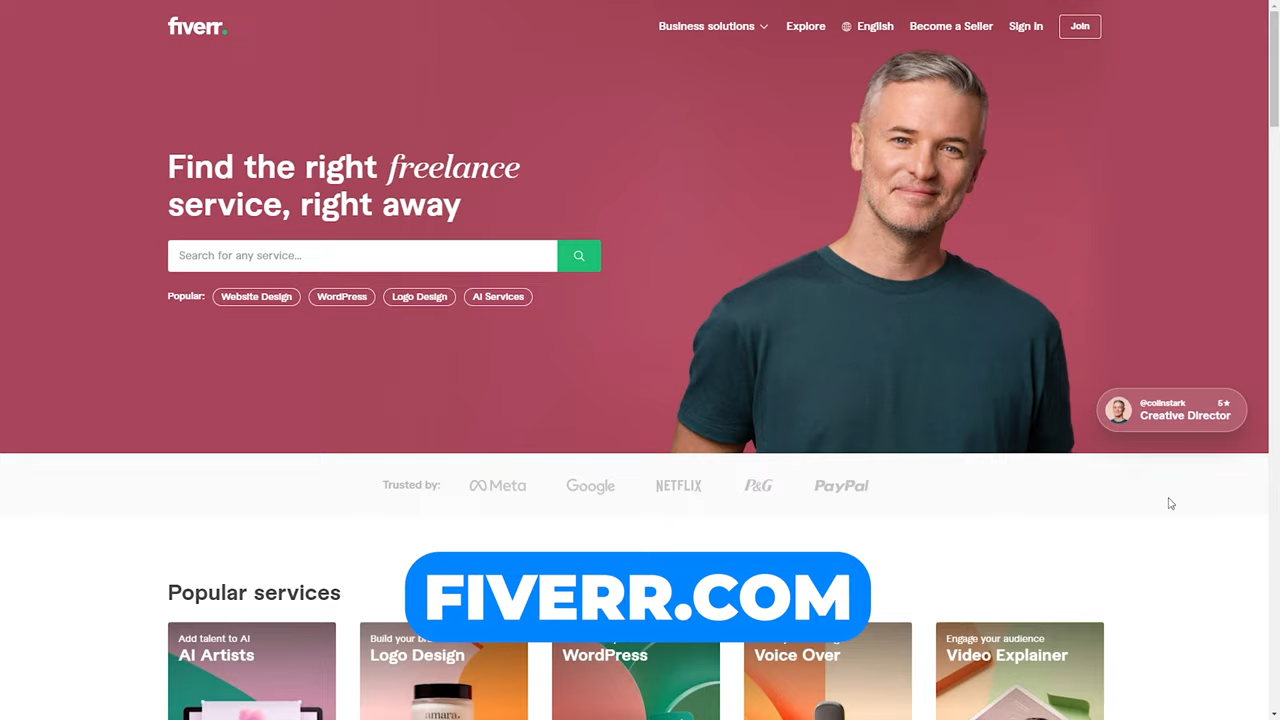 fiverr.
Business solutions
Explore
English
Become a Seller
Sign in
Join
Find the right freelance
service, right away
Search for any service...
Popular:
Website Design
WordPress
Logo Design
AI Services
@colinstark 5★
Creative Director
Trusted by:
Meta
Google
NETFLIX
P&G
PayPal
Popular services
FIVERR.COM
Add talent to AI
AI Artists
Build your
Logo Design
WordPress
Voice Over
Engage your audience
Video Explainer
amara.